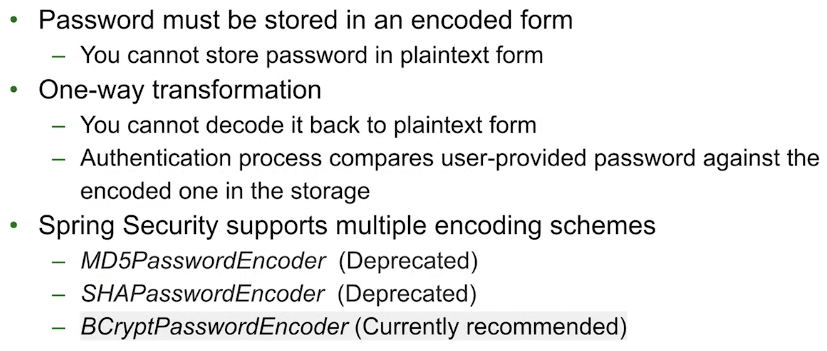 • Password must be stored in an encoded form
– You cannot store password in plaintext form
• One-way transformation
– You cannot decode it back to plaintext form
– Authentication process compares user-provided password against the
encoded one in the storage
• Spring Security supports multiple encoding schemes
– MD5PasswordEncoder (Deprecated)
– SHAPasswordEncoder (Deprecated)
– BCryptPasswordEncoder (Currently recommended)